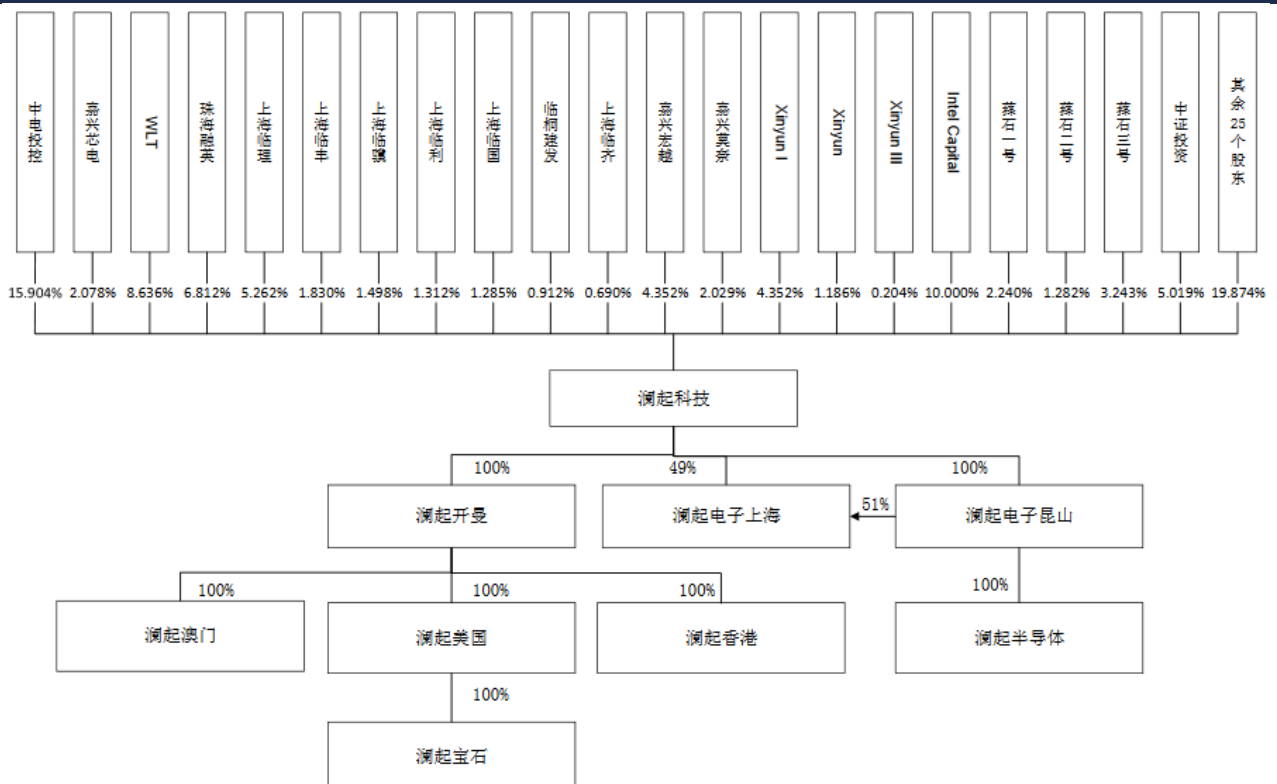 中电投控
嘉兴芯电
WLT
珠海融英
上海临理
上海临丰
上海临骥
上海临利
上海临国
临桐建发
上海临齐
嘉兴宏越
嘉兴莫奈
Xinyun I
Xinyun
Xinyun III
Intel Capital
萚石一号
萚石二号
萚石三号
中证投资
其余25个股东
15.904%
2.078%
8.636%
6.812%
5.262%
1.830%
1.498%
1.312%
1.285%
0.912%
0.690%
4.352%
2.029%
4.352%
1.186%
0.204%
10.000%
2.240%
1.282%
3.243%
5.019%
19.874%
澜起科技
100%
49%
100%
澜起开曼
澜起电子上海
51%
澜起电子昆山
100%
100%
100%
100%
澜起澳门
澜起美国
澜起香港
澜起半导体
100%
澜起宝石